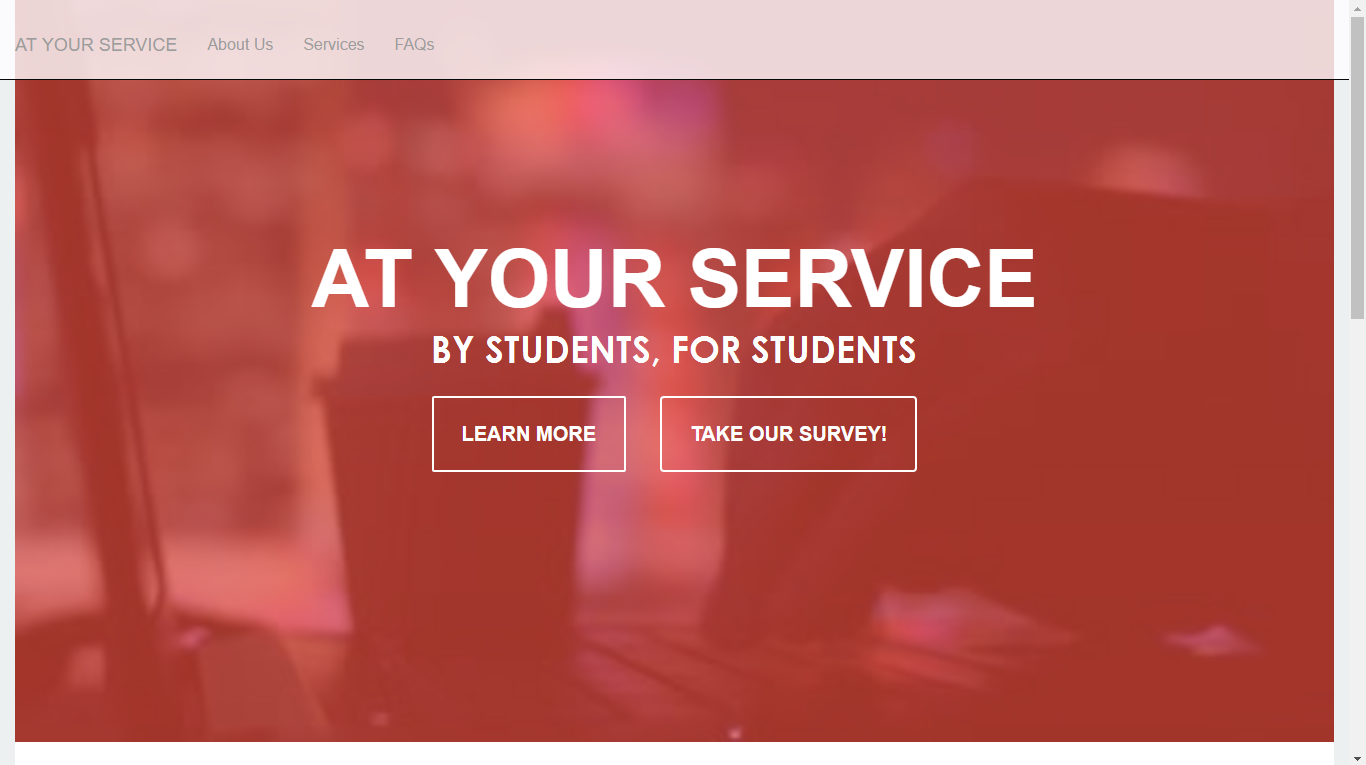 AT YOUR SERVICE About Us Services FAQs
AT YOUR SERVICE
BY STUDENTS, FOR STUDENTS
LEARN MORE TAKE OUR SURVEY!